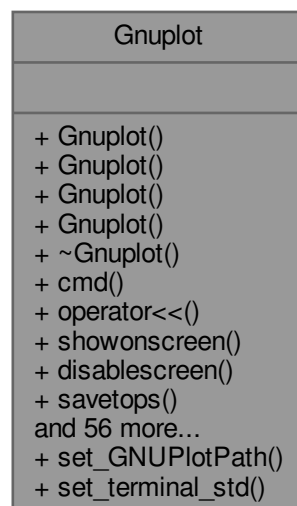 Gnuplot
+ Gnuplot()
+ Gnuplot()
+ Gnuplot()
+ Gnuplot()
+ ~Gnuplot()
+ cmd()
+ operator<<()
+ showonscreen()
+ disablescreen()
+ savetops()
and 56 more...
+ set_GNUPlotPath()
+ set_terminal_std()